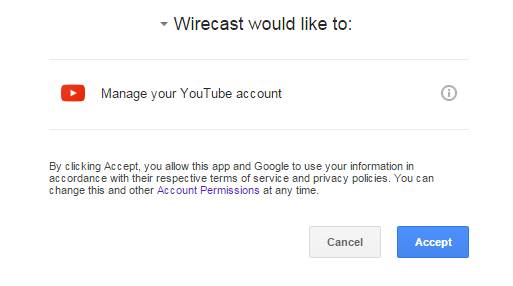 Wirecast would like to:
Manage your YouTube account
By clicking Accept, you allow this app and Google to use your information in
accordance with their respective terms of service and privacy policies. You can
change this and other Account Permissions at any time.
Cancel Accept